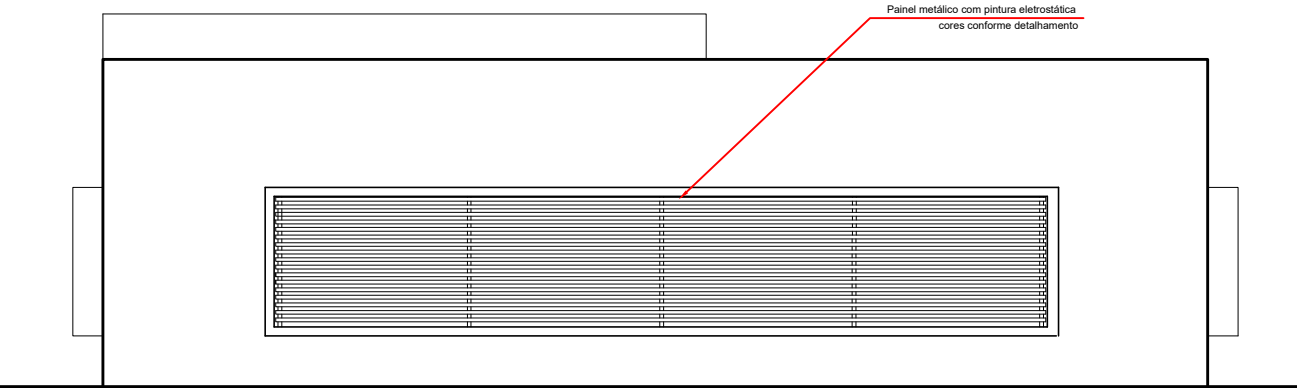 Painel metálico com pintura eletrostática
cores conforme detalhamento